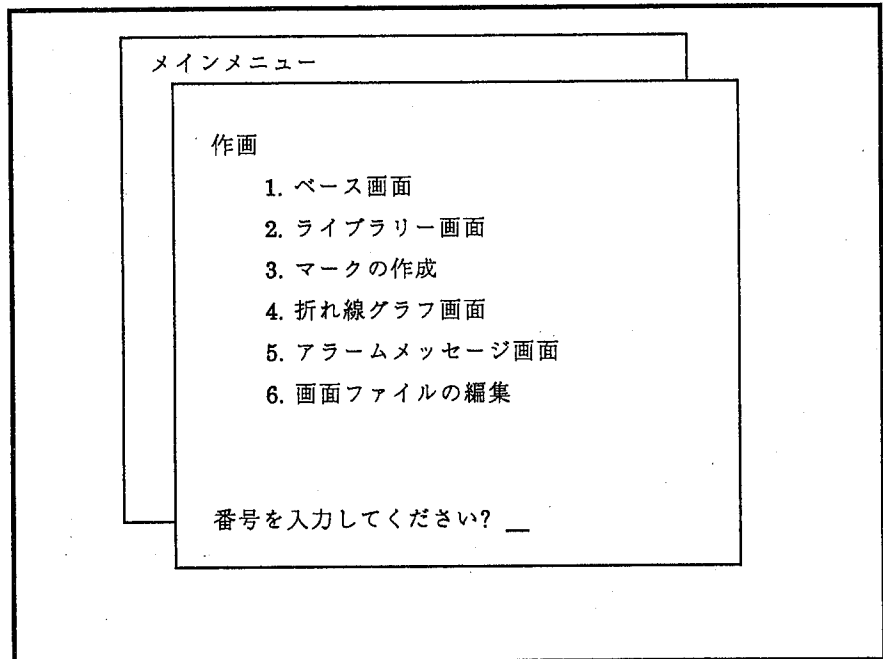 メインメニュー
作画
1. ベース画面
2. ライブラリー画面
3. マークの作成
4. 折れ線グラフ画面
5. アラームメッセージ画面
6. 画面ファイルの編集
番号を入力してください? _